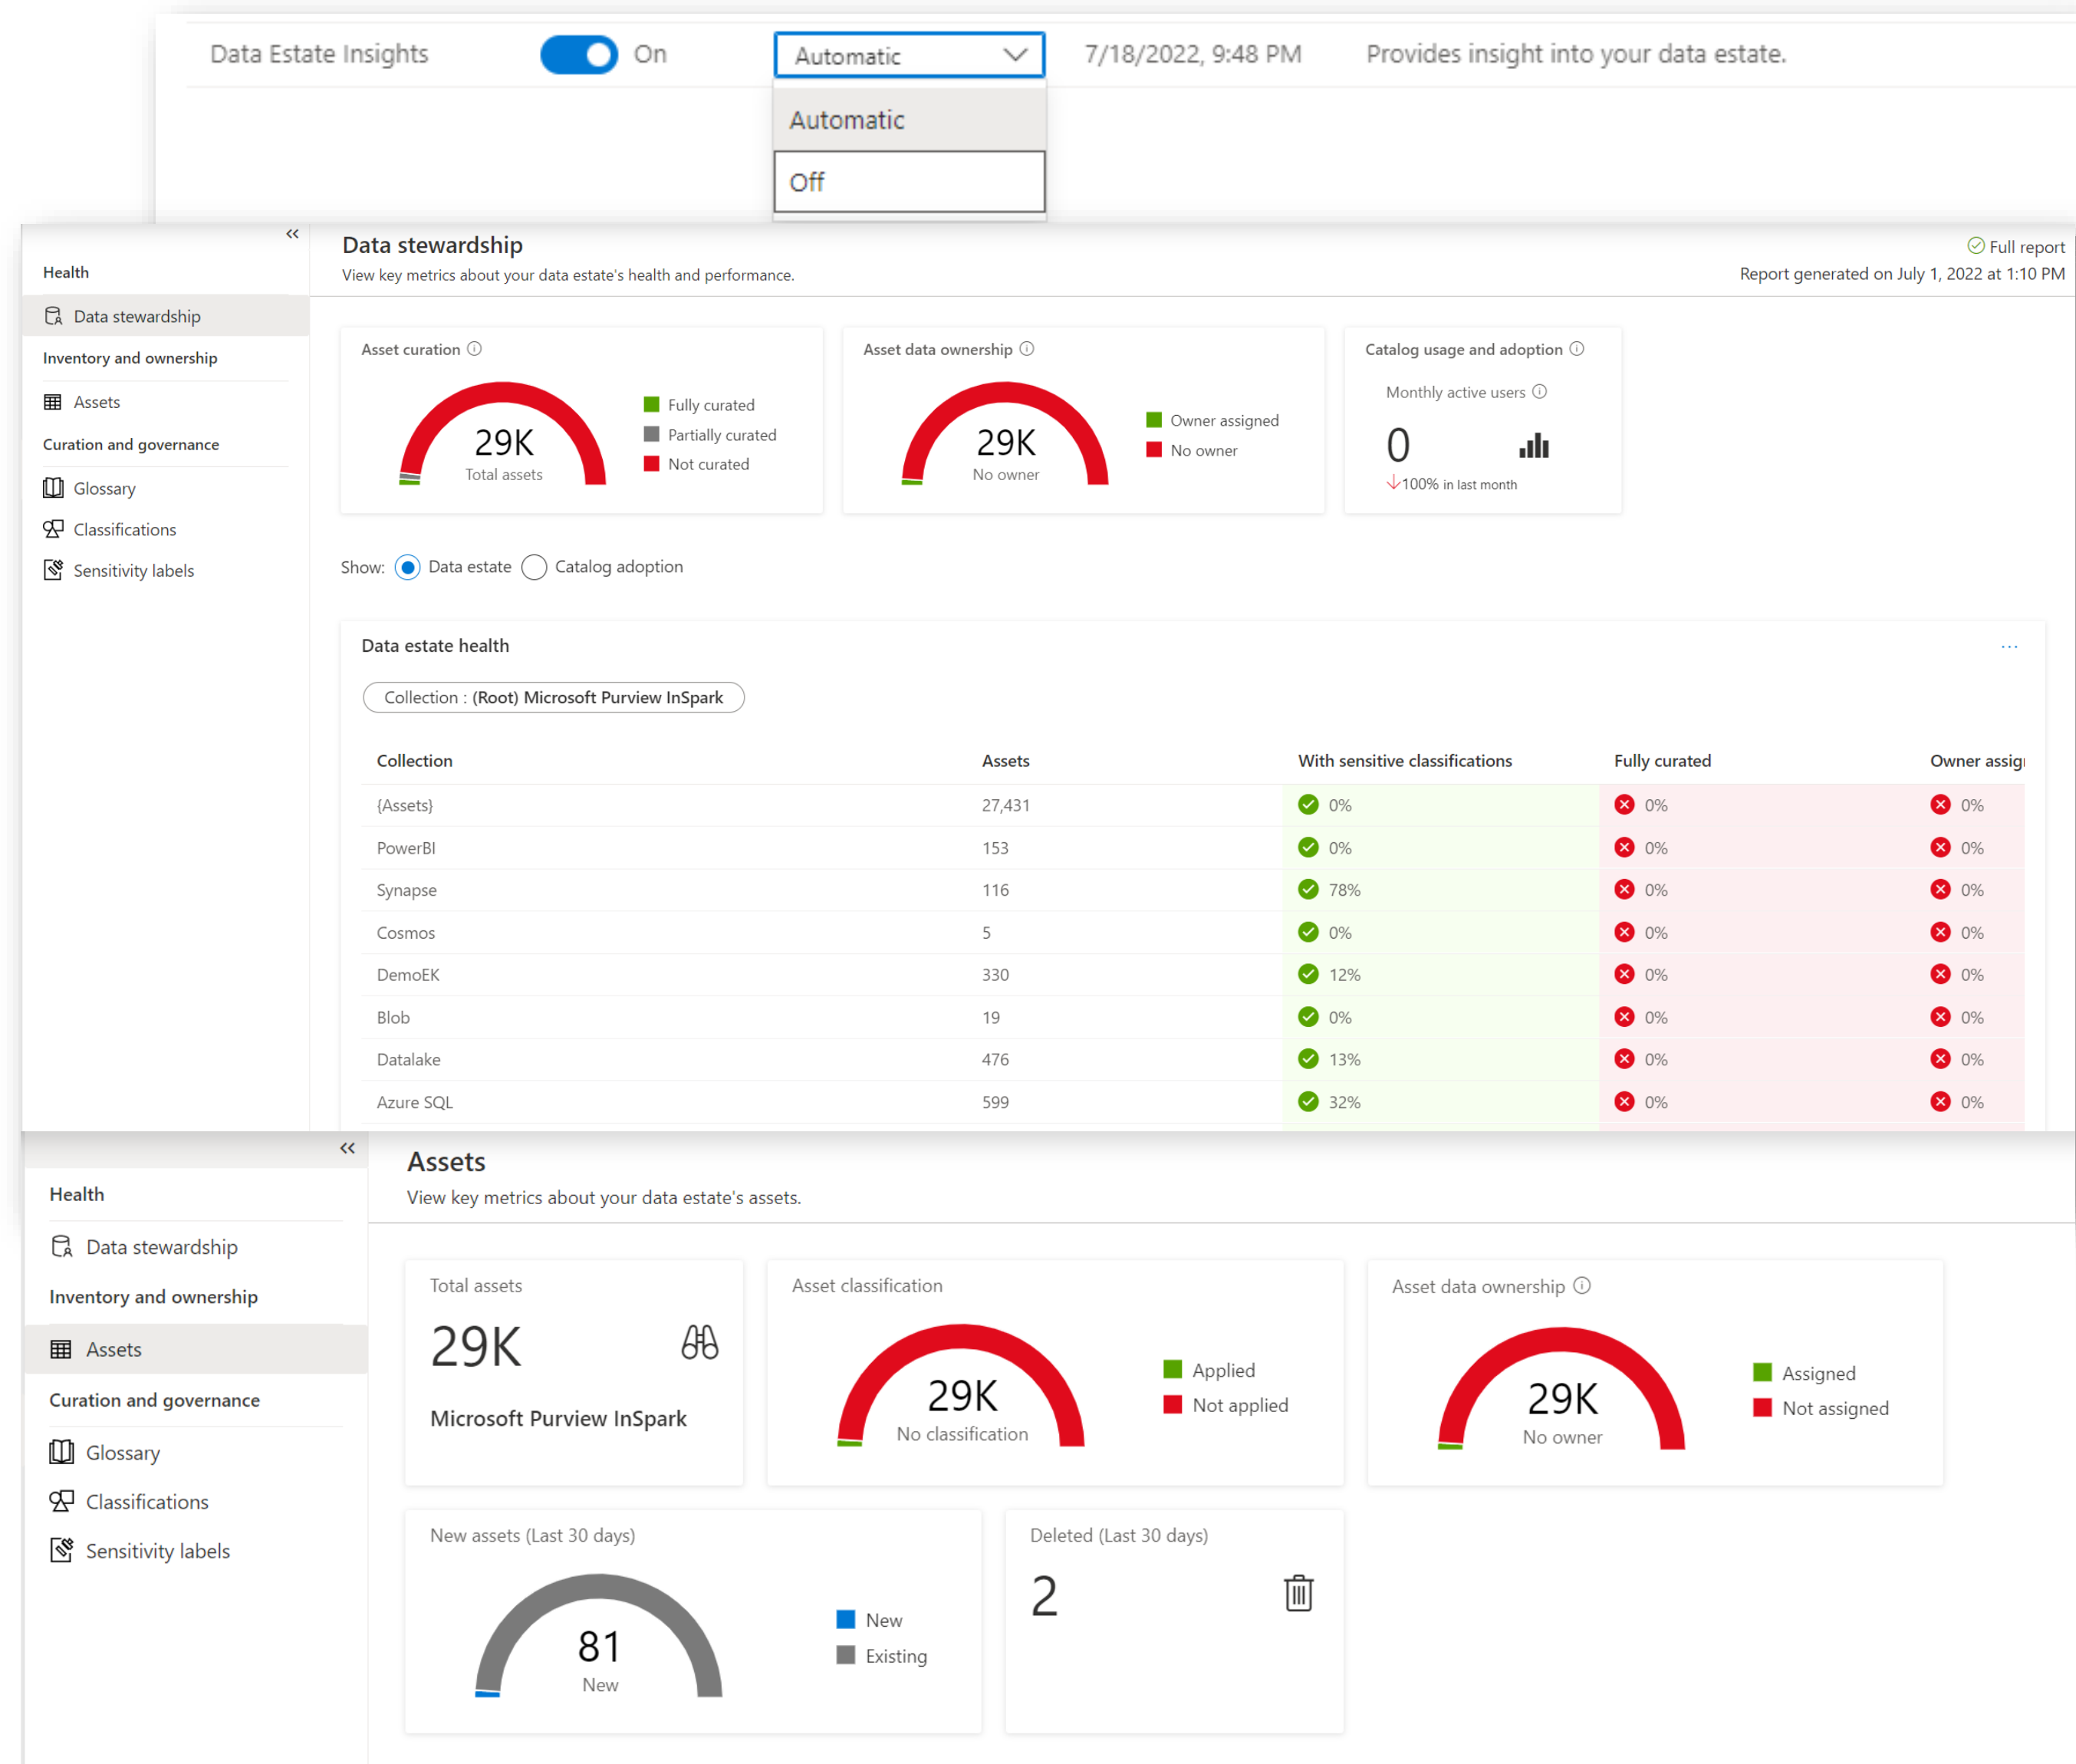 Data Estate Insights On Automatic 7/18/2022, 9:48 PM Provides insight into your data estate.
Automatic
Off
Data stewardship
View key metrics about your data estate's health and performance.
Full report
Report generated on July 1, 2022 at 1:10 PM
Health
Data stewardship
Inventory and ownership
Assets
Curation and governance
Glossary
Classifications
Sensitivity labels
Asset curation
29K
Total assets
Fully curated
Partially curated
Not curated
Asset data ownership
29K
No owner
Owner assigned
No owner
Catalog usage and adoption
Monthly active users
0
100% in last month
Show: Data estate Catalog adoption
Data estate health
...
Collection : (Root) Microsoft Purview InSpark
Collection Assets With sensitive classifications Fully curated Owner assig
{Assets} 27,431 0% 0% 0%
PowerBI 153 0% 0% 0%
Synapse 116 78% 0% 0%
Cosmos 5 0% 0% 0%
DemoEK 330 12% 0% 0%
Blob 19 0% 0% 0%
Datalake 476 13% 0% 0%
Azure SQL 599 32% 0% 0%
Health
Data stewardship
Inventory and ownership
Assets
Curation and governance
Glossary
Classifications
Sensitivity labels
Assets
View key metrics about your data estate's assets.
Total assets
29K
Microsoft Purview InSpark
Asset classification
29K
No classification
Applied
Not applied
Asset data ownership
29K
No owner
Assigned
Not assigned
New assets (Last 30 days)
81
New
New
Existing
Deleted (Last 30 days)
2